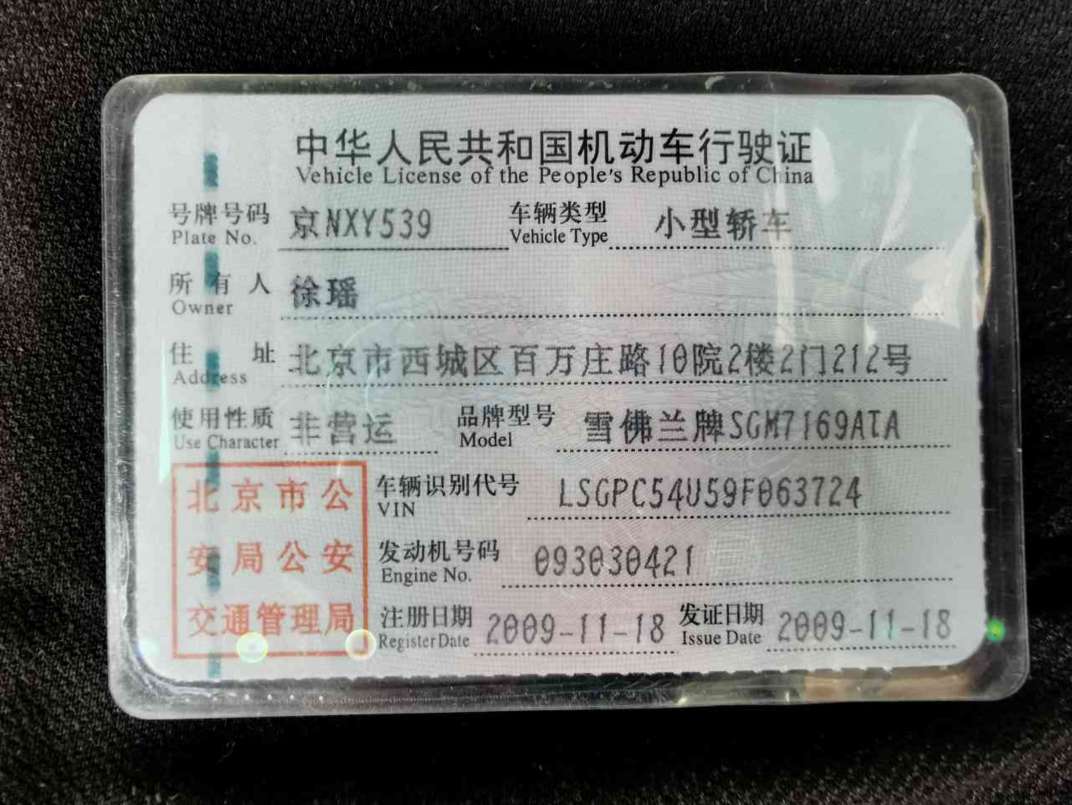 中华人民共和国机动车行驶证
Vehicle License of the People's Republic of China
号牌号码 京NXY539 车辆类型 小型轿车
Plate No. Vehicle Type
所有人 徐瑶
Owner
住址 北京市西城区百万庄路10院2楼2门212号
Address
使用性质 非营运 品牌型号 雪佛兰牌SGM7169ATA
Use Character Model
北京市公
安局公安
交通管理局
车辆识别代号 LSGPC54U59F063724
VIN
发动机号码 093030421
Engine No.
注册日期 2009-11-18 发证日期 2009-11-18
Register Date Issue Date